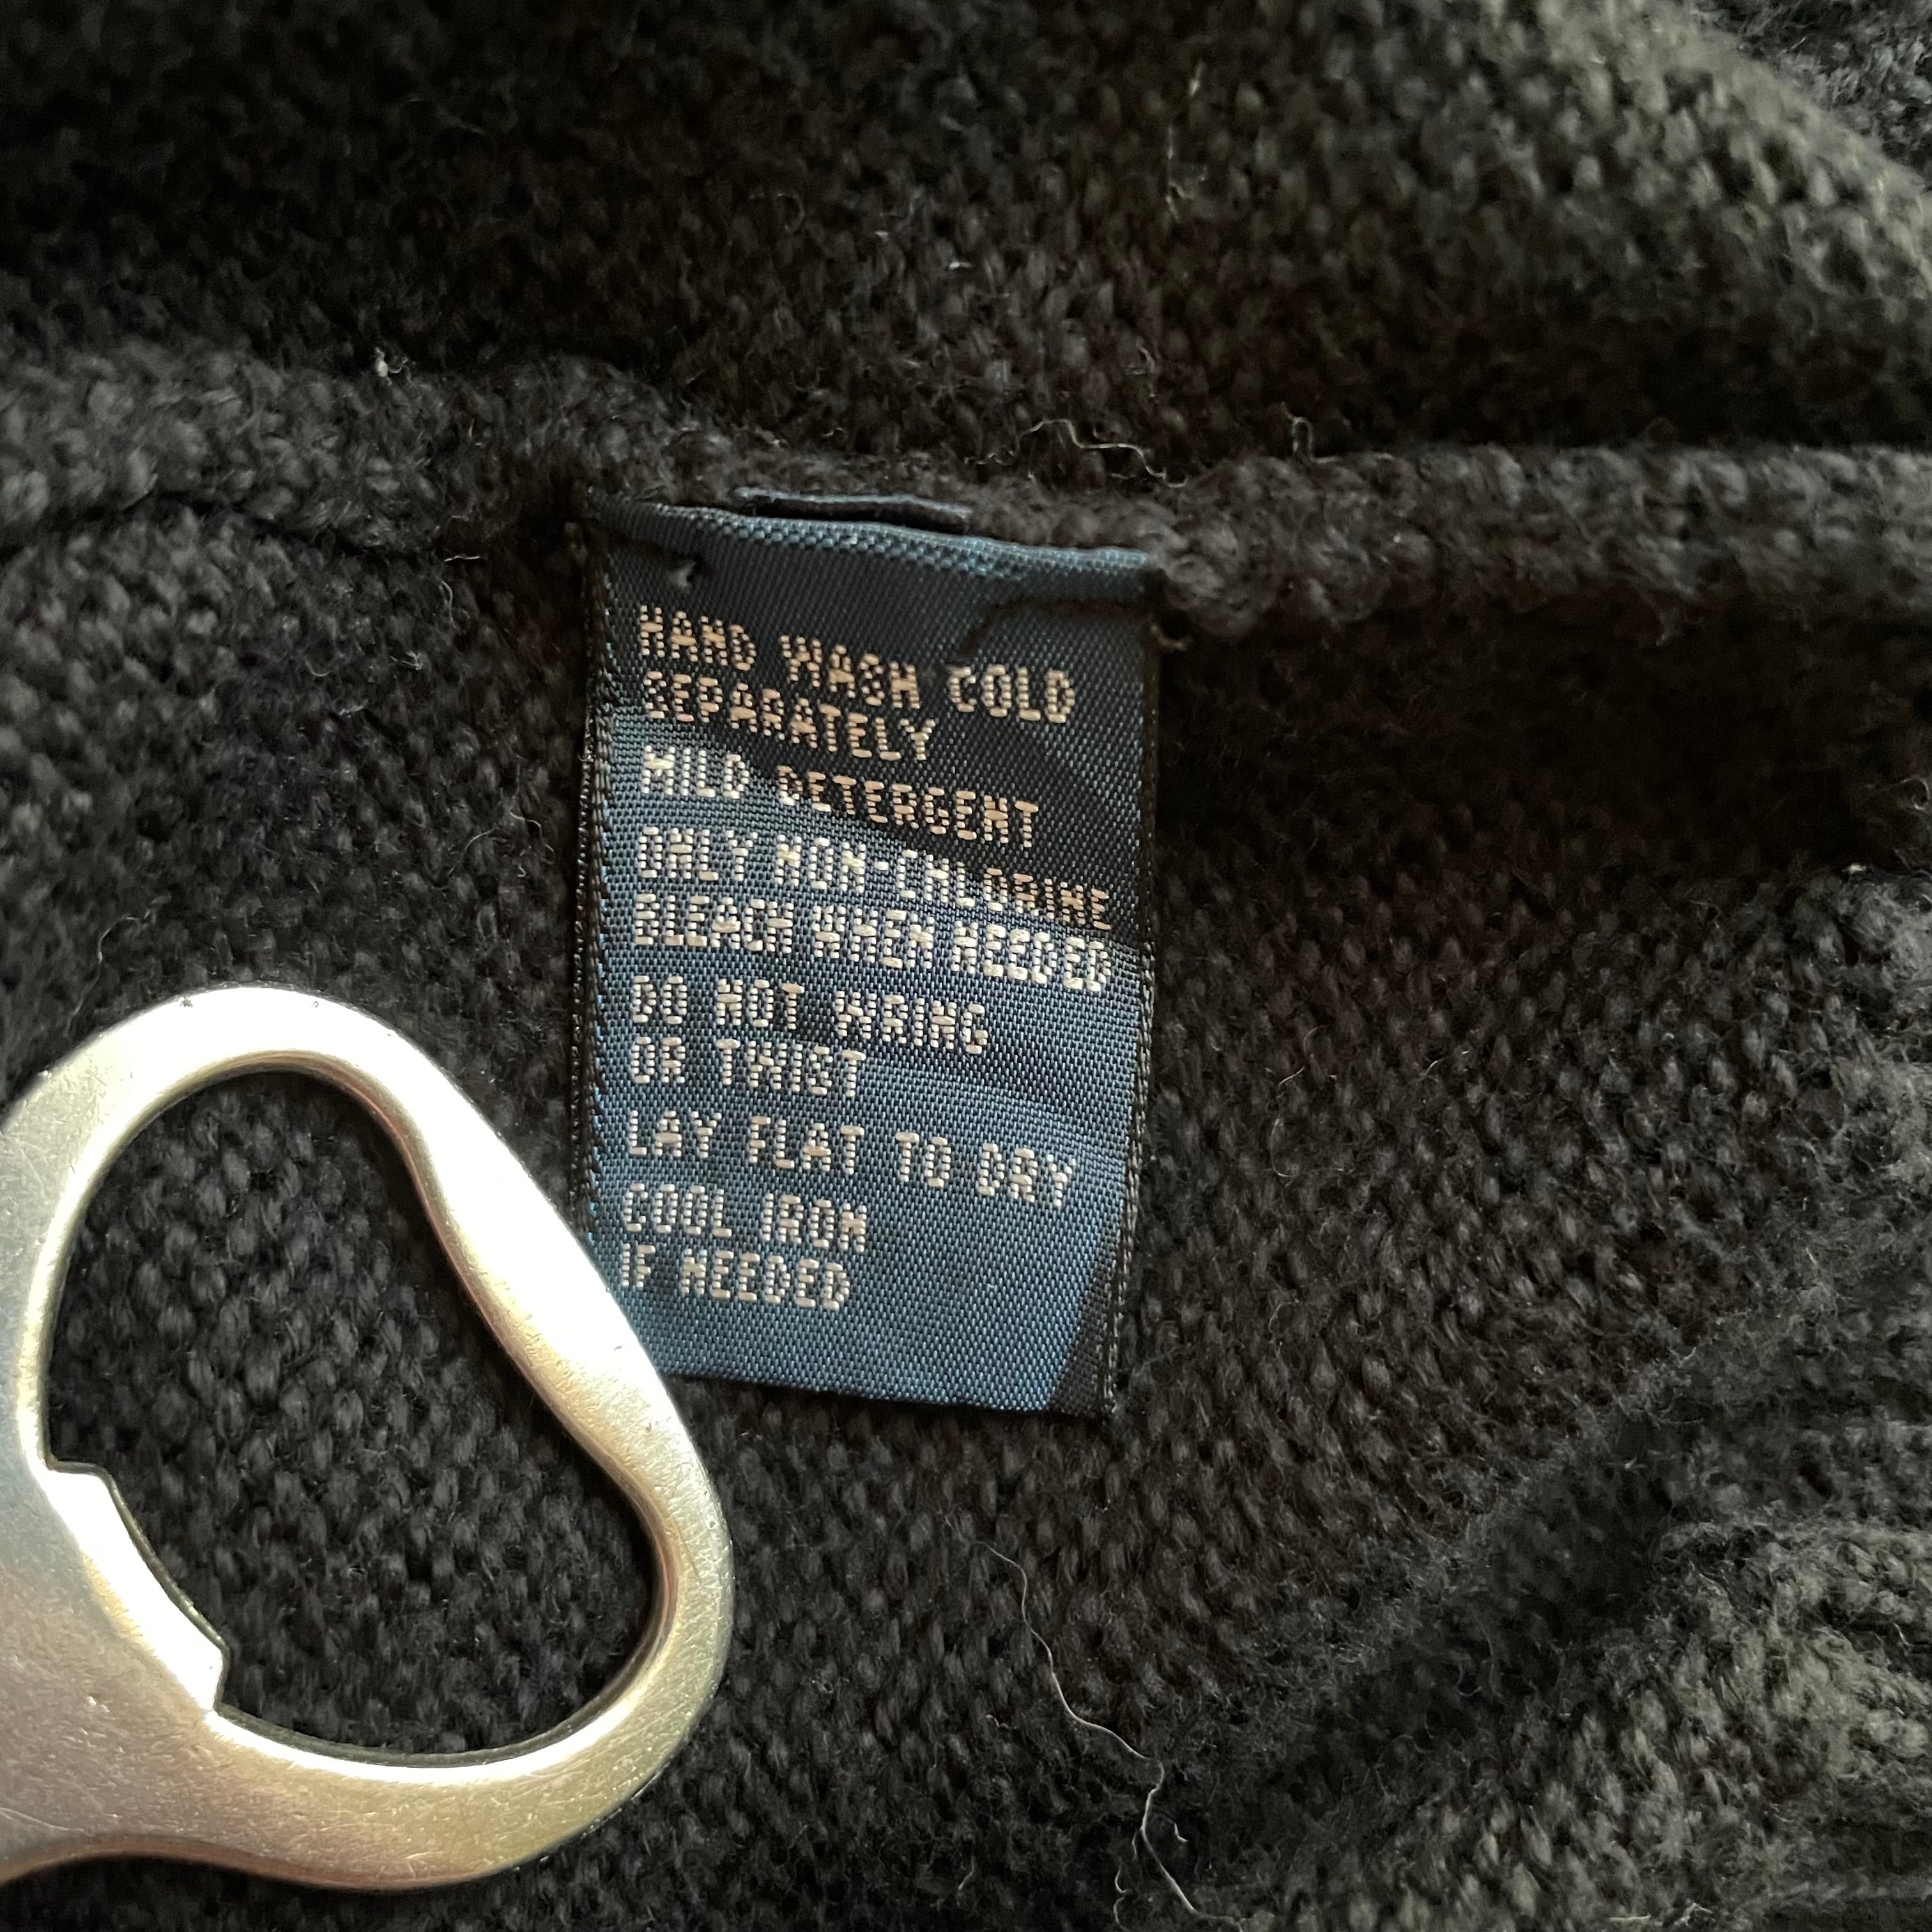 HAND WASH COLD
SEPARATELY
MILD DETERGENT
ONLY NON-CHLORINE
BLEACH WHEN NEEDED
DO NOT WRING
OR TWIST
LAY FLAT TO DRY
COOL IRON
IF NEEDED